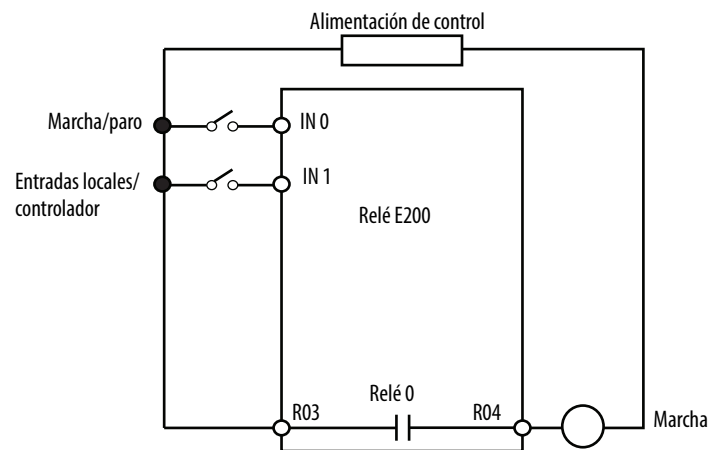 Alimentación de control
Marcha/paro
IN 0
Entradas locales/
controlador
IN 1
Relé E200
Relé 0
R03
R04
Marcha